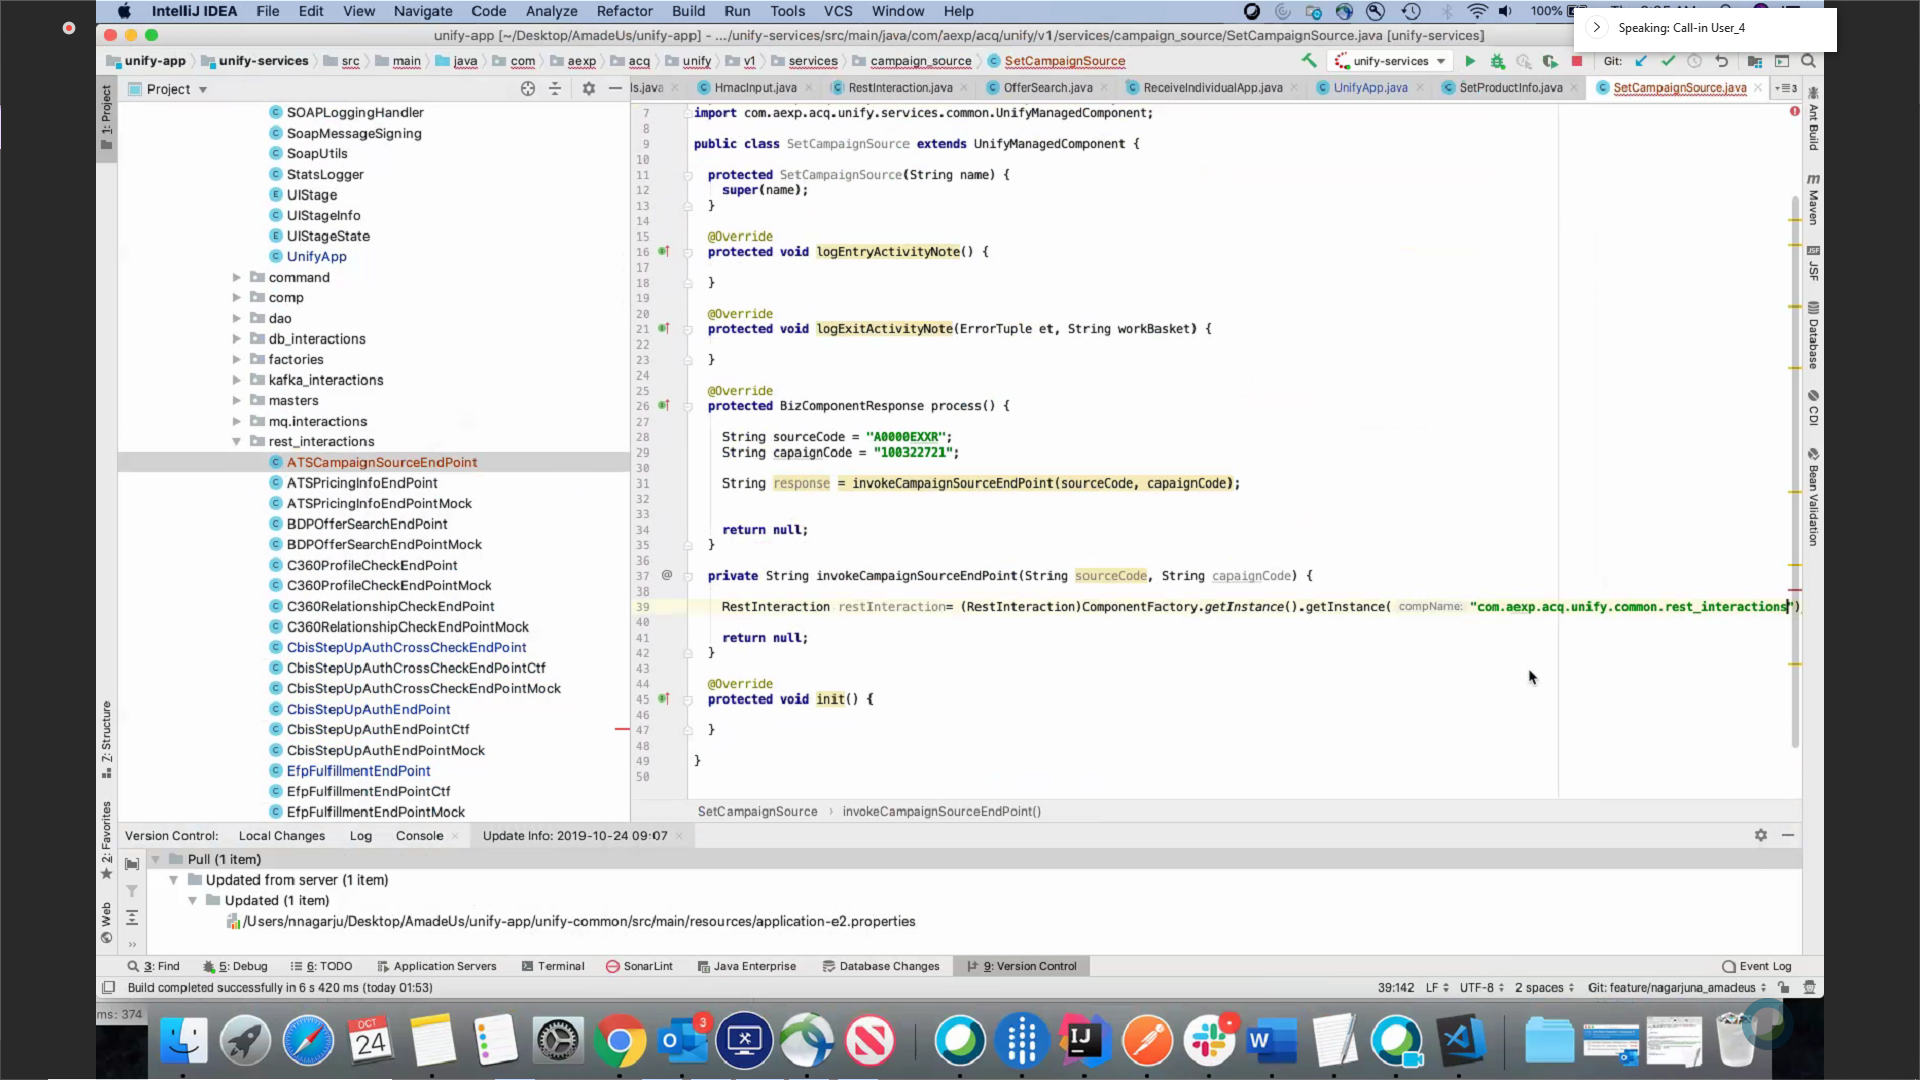 IntelliJ IDEA File Edit View Navigate Code Analyze Refactor Build Run Tools VCS Window Help
100%
Speaking: Call-in User_4
unify-app [~/Desktop/AmadeUs/unify-app] - .../unify-services/src/main/java/com/aexp/acq/unify/v1/services/campaign_source/SetCampaignSource.java [unify-services]
unify-app unify-services src main java com aexp acq unify v1 services campaign_source SetCampaignSource
unify-services Git:
Project
ls.java HmacInput.java RestInteraction.java OfferSearch.java ReceiveIndividualApp.java UnifyApp.java SetProductInfo.java SetCampaignSource.java
1: Project
SOAPLoggingHandler
SoapMessageSigning
SoapUtils
StatsLogger
UIStage
UIStageInfo
UIStageState
UnifyApp
command
comp
dao
db_interactions
factories
kafka_interactions
masters
mq.interactions
rest_interactions
ATSCampaignSourceEndPoint
ATSPricingInfoEndPoint
ATSPricingInfoEndPointMock
BDPOfferSearchEndPoint
BDPOfferSearchEndPointMock
C360ProfileCheckEndPoint
C360ProfileCheckEndPointMock
C360RelationshipCheckEndPoint
C360RelationshipCheckEndPointMock
CbisStepUpAuthCrossCheckEndPoint
CbisStepUpAuthCrossCheckEndPointCtf
CbisStepUpAuthCrossCheckEndPointMock
CbisStepUpAuthEndPoint
CbisStepUpAuthEndPointCtf
CbisStepUpAuthEndPointMock
EfpFulfillmentEndPoint
EfpFulfillmentEndPointCtf
EfpFulfillmentEndPointMock
7 import com.aexp.acq.unify.services.common.UnifyManagedComponent;
8
9 public class SetCampaignSource extends UnifyManagedComponent {
10
11 protected SetCampaignSource(String name) {
12 super(name);
13 }
14
15 @Override
16 protected void logEntryActivityNote() {
17
18 }
19
20 @Override
21 protected void logExitActivityNote(ErrorTuple et, String workBasket) {
22
23 }
24
25 @Override
26 protected BizComponentResponse process() {
27
28 String sourceCode = "A0000EXXR";
29 String capaignCode = "100322721";
30
31 String response = invokeCampaignSourceEndPoint(sourceCode, capaignCode);
32
33
34 return null;
35 }
36
37 private String invokeCampaignSourceEndPoint(String sourceCode, String capaignCode) {
38
39 RestInteraction restInteraction= (RestInteraction)ComponentFactory.getInstance().getInstance( compName: "com.aexp.acq.unify.common.rest_interactions")
40
41 return null;
42 }
43
44 @Override
45 protected void init() {
46
47 }
48
49 }
50
SetCampaignSource › invokeCampaignSourceEndPoint()
Ant Build
Maven
JSF
Database
CDI
Bean Validation
7: Structure
2: Favorites
Web
Version Control: Local Changes Log Console Update Info: 2019-10-24 09:07
Pull (1 item)
Updated from server (1 item)
Updated (1 item)
/Users/nnagarju/Desktop/AmadeUs/unify-app/unify-common/src/main/resources/application-e2.properties
3: Find 5: Debug 6: TODO Application Servers Terminal SonarLint Java Enterprise Database Changes 9: Version Control Event Log
Build completed successfully in 6 s 420 ms (today 01:53)
39:142 LF UTF-8 2 spaces Git: feature/nagarjuna_amadeus
ms: 374
OCT
24
3
IJ
W